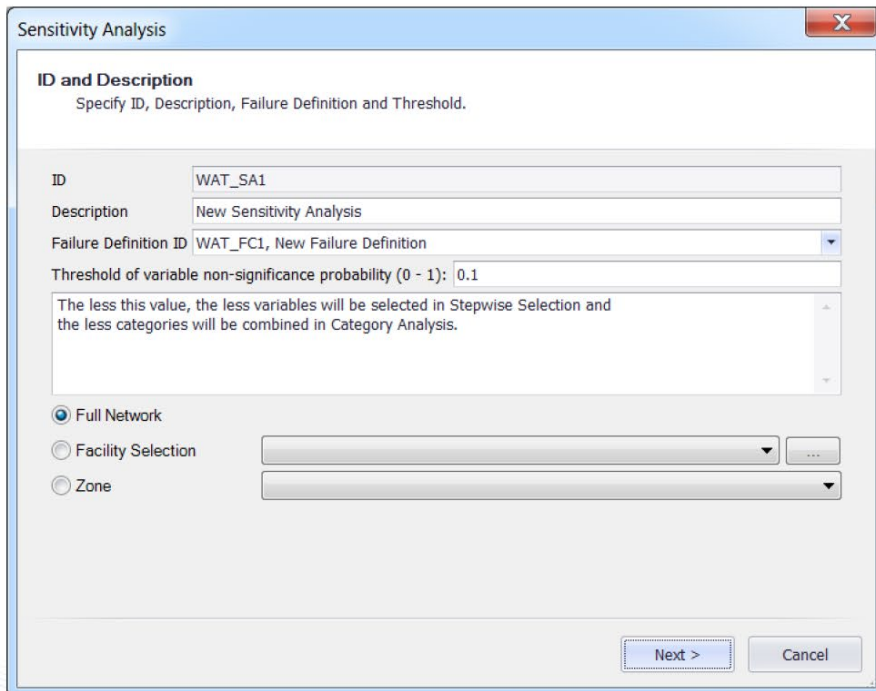 Sensitivity Analysis
X
ID and Description
Specify ID, Description, Failure Definition and Threshold.
ID WAT_SA1
Description New Sensitivity Analysis
Failure Definition ID WAT_FC1, New Failure Definition
Threshold of variable non-significance probability (0 - 1): 0.1
The less this value, the less variables will be selected in Stepwise Selection and
the less categories will be combined in Category Analysis.
Full Network
Facility Selection ...
Zone
Next > Cancel